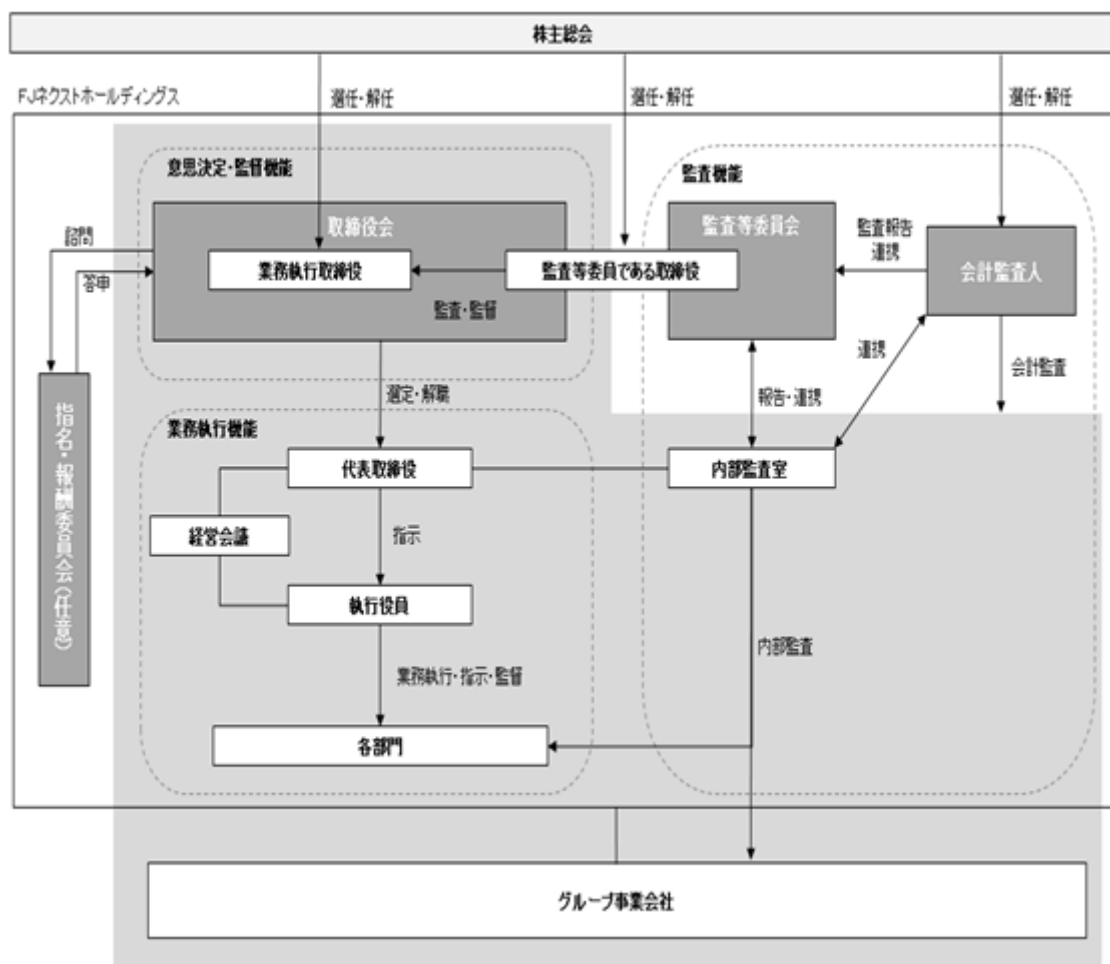 株主総会
FJネクストホールディングス
選任・解任
選任・解任
選任・解任
意思決定・監督機能
監査機能
取締役会
監査等委員会
監査報告
連携
会計監査人
諮問
答申
業務執行取締役
監査等委員である取締役
監査・監督
連携
会計監査
選定・解職
報告・連携
指名・報酬委員会(任意)
業務執行機能
代表取締役
内部監査室
経営会議
指示
執行役員
内部監査
業務執行・指示・監督
各部門
グループ事業会社